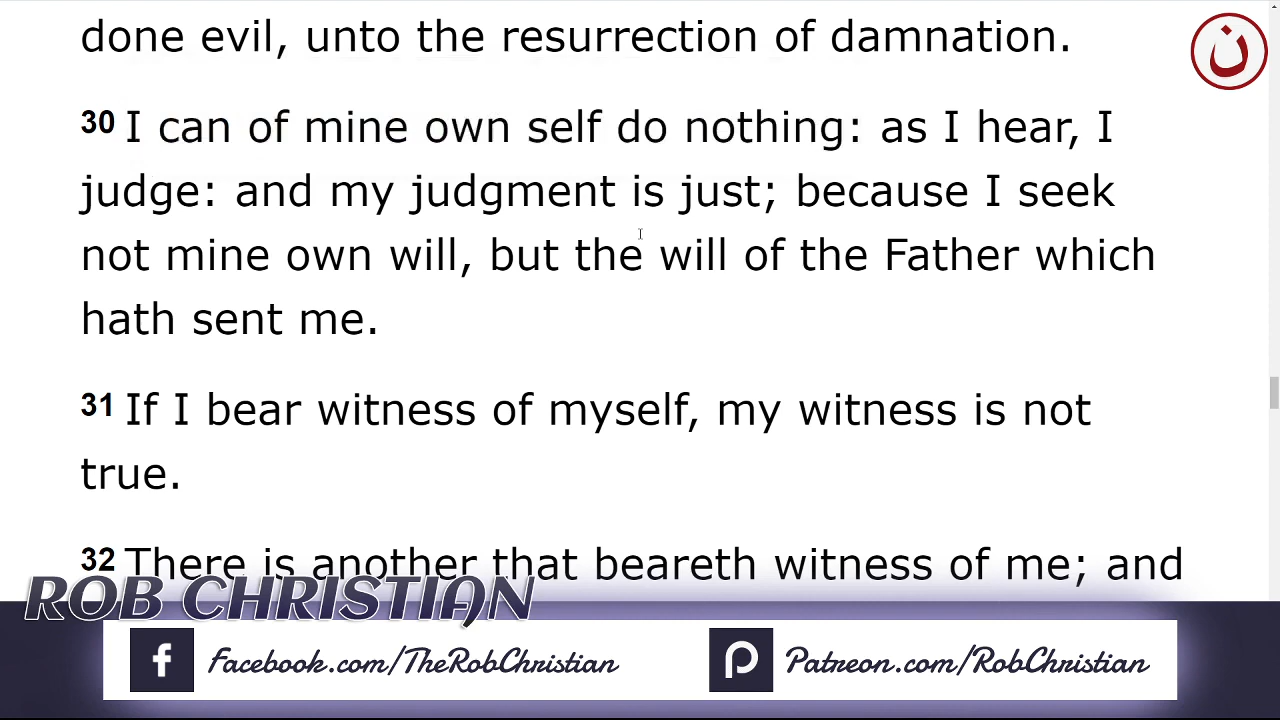 done evil, unto the resurrection of damnation.
ن
30 I can of mine own self do nothing: as I hear, I
judge: and my judgment is just; because I seek
not mine own will, but the will of the Father which
hath sent me.
31 If I bear witness of myself, my witness is not
true.
32 There is another that beareth witness of me; and
ROB CHRISTIAN
Facebook.com/TheRobChristian
Patreon.com/RobChristian